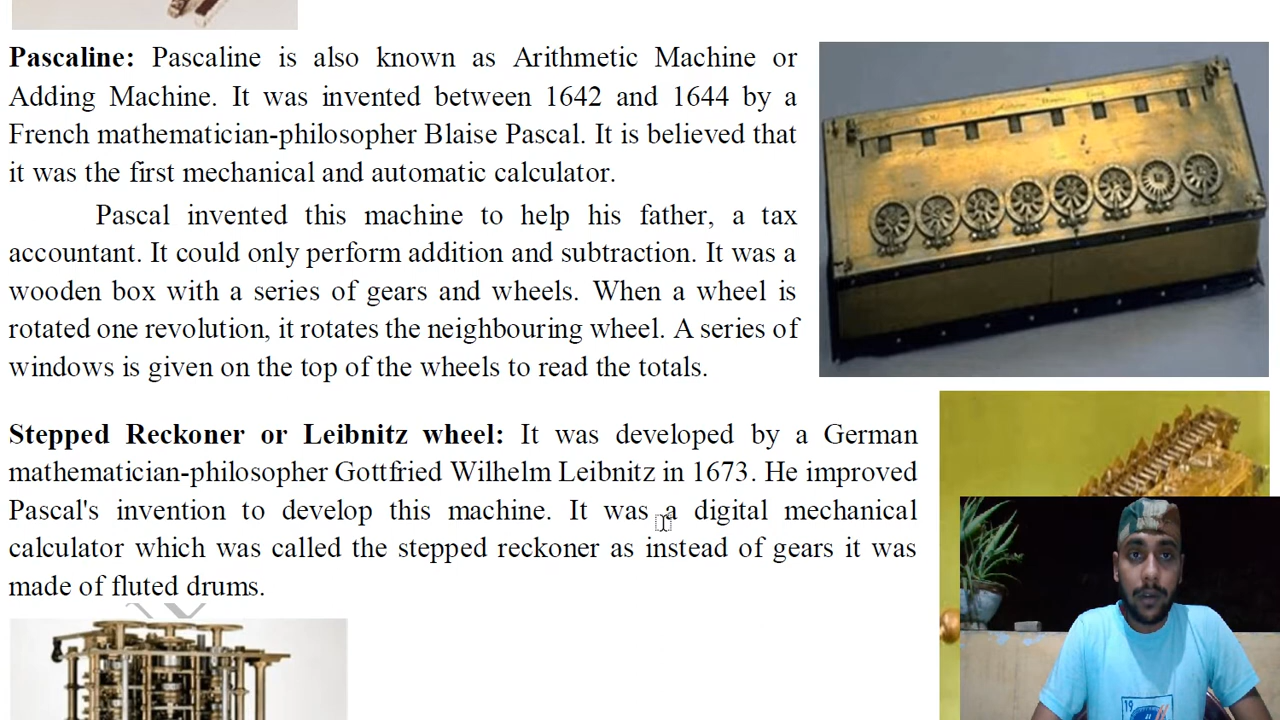 Pascaline: Pascaline is also known as Arithmetic Machine or
Adding Machine. It was invented between 1642 and 1644 by a
French mathematician-philosopher Blaise Pascal. It is believed that
it was the first mechanical and automatic calculator.
Pascal invented this machine to help his father, a tax
accountant. It could only perform addition and subtraction. It was a
wooden box with a series of gears and wheels. When a wheel is
rotated one revolution, it rotates the neighbouring wheel. A series of
windows is given on the top of the wheels to read the totals.
Stepped Reckoner or Leibnitz wheel: It was developed by a German
mathematician-philosopher Gottfried Wilhelm Leibnitz in 1673. He improved
Pascal's invention to develop this machine. It was a digital mechanical
calculator which was called the stepped reckoner as instead of gears it was
made of fluted drums.
19